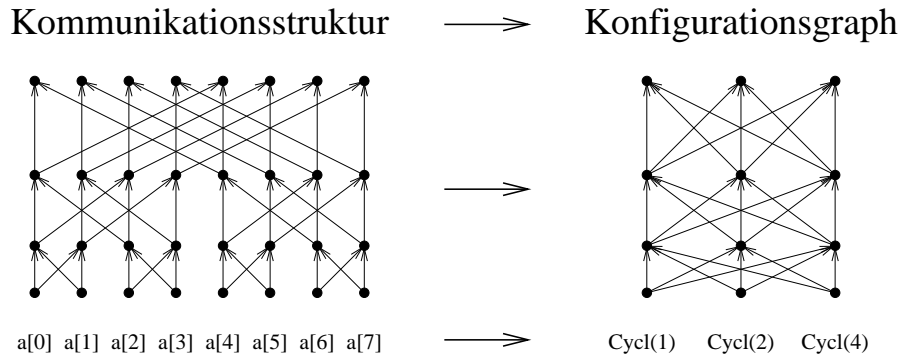 Kommunikationsstruktur Konfigurationsgraph
a[0] a[1] a[2] a[3] a[4] a[5] a[6] a[7] Cycl(1) Cycl(2) Cycl(4)